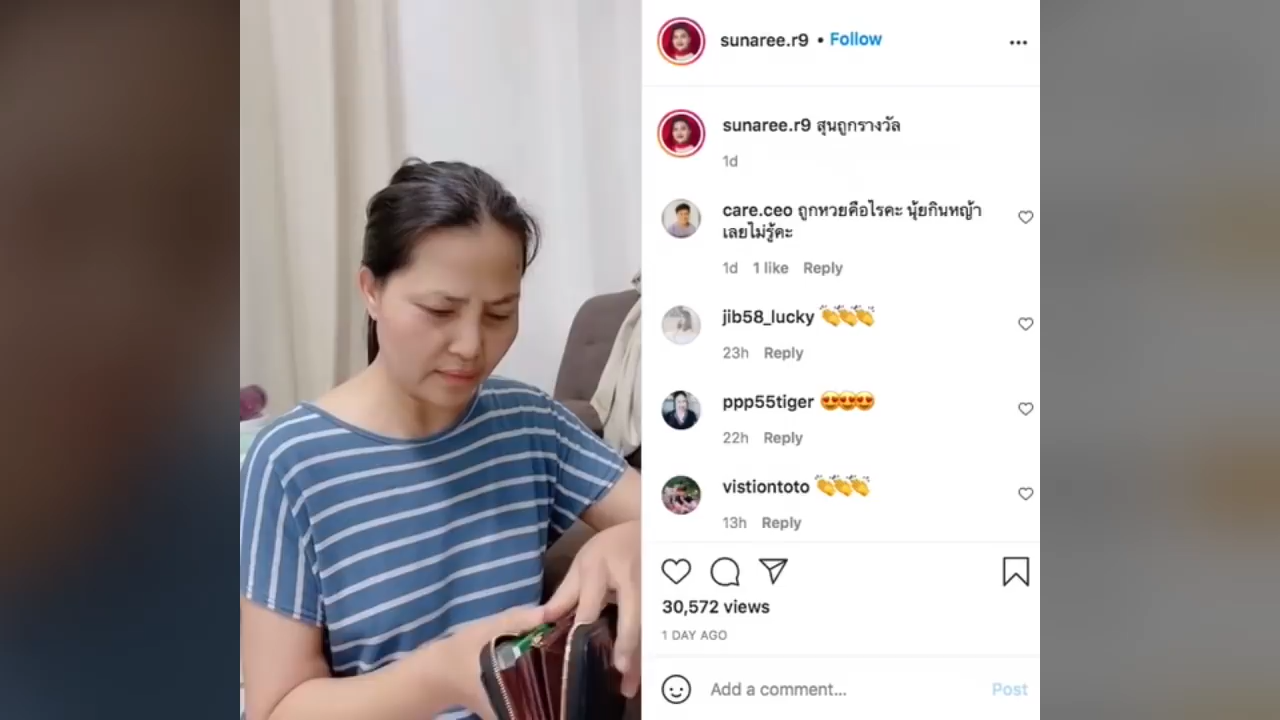 sunaree.r9 • Follow
sunaree.r9 สุนถูกรางวัล
1d
care.ceo ถูกหวยคือไรคะ นุ้ยกินหญ้า
เลยไม่รู้คะ
1d 1 like Reply
jib58_lucky 👏👏👏
23h Reply
ppp55tiger 😍😍😍
22h Reply
vistiontoto 👏👏👏
13h Reply
30,572 views
1 DAY AGO
Add a comment...
Post